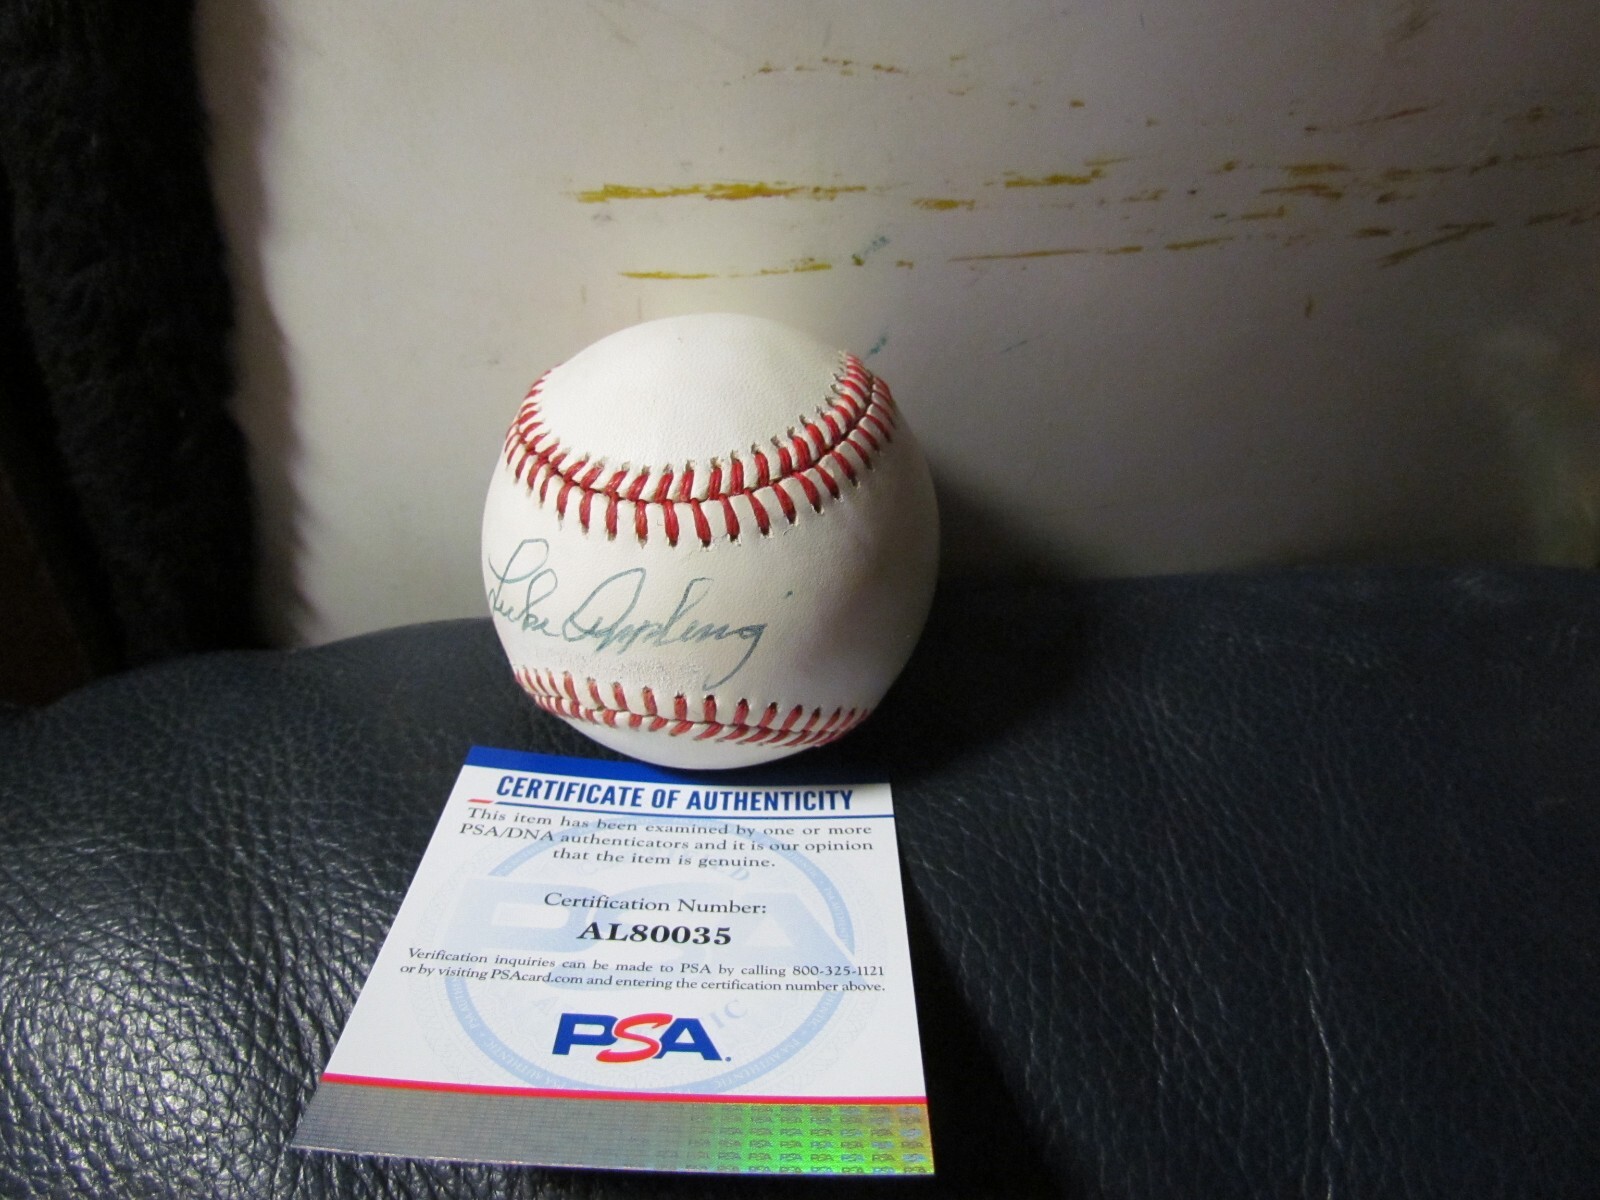 Luke Appling
CERTIFICATE OF AUTHENTICITY
This item has been examined by one or more
PSA/DNA authenticators and it is our opinion
that the item is genuine.
Certification Number:
AL80035
Verification inquiries can be made to PSA by calling 800-325-1121
or by visiting PSAcard.com and entering the certification number above.
PSA.